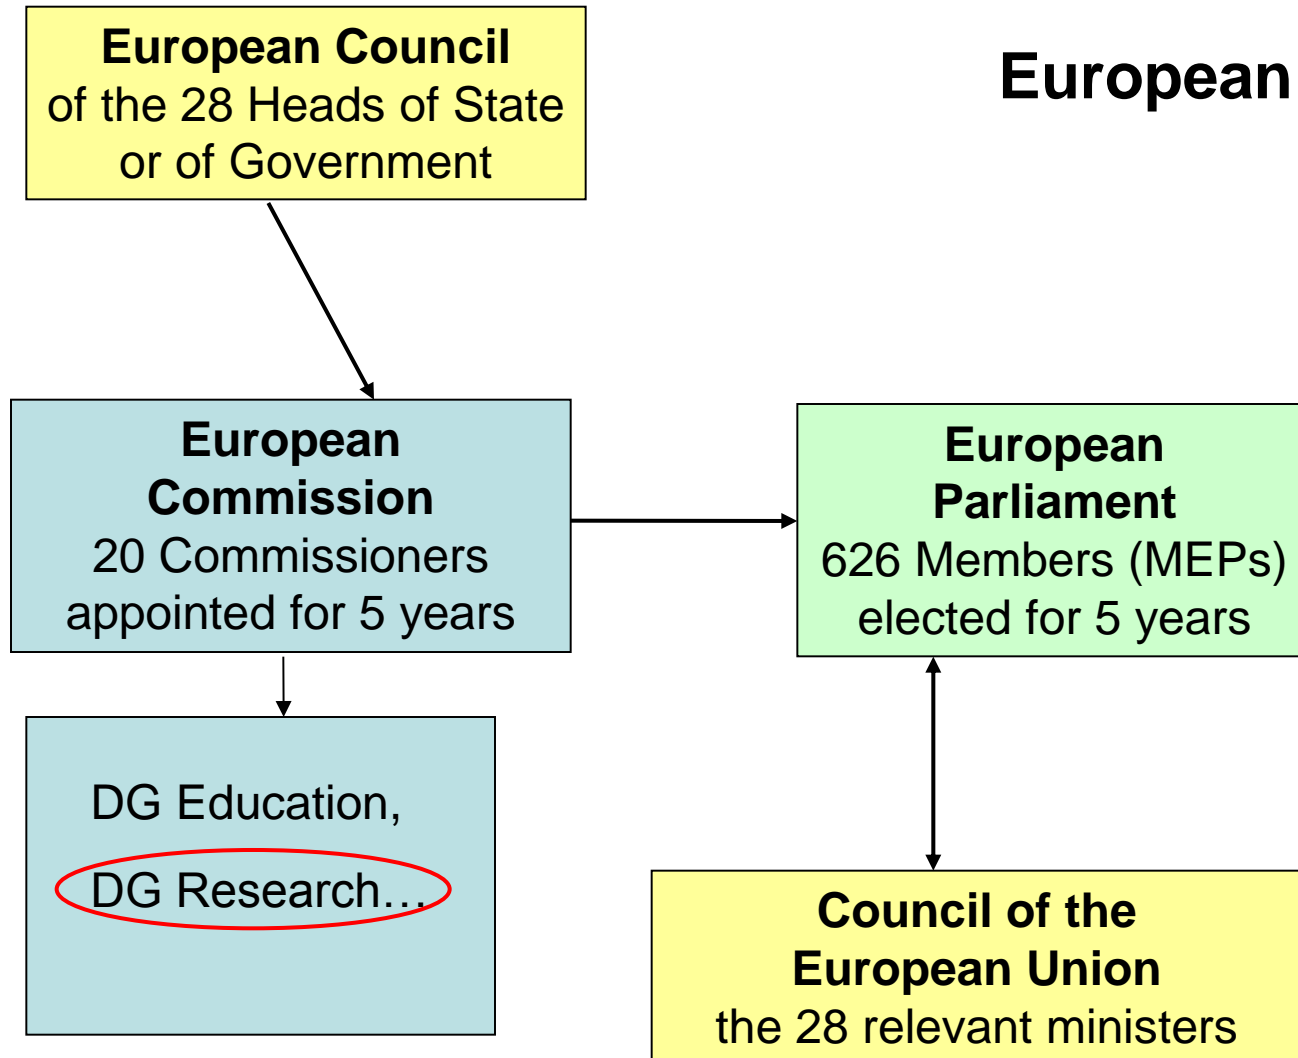 European Council
of the 28 Heads of State
or of Government
European
European
Commission
20 Commissioners
appointed for 5 years
European
Parliament
626 Members (MEPs)
elected for 5 years
DG Education,
DG Research…
Council of the
European Union
the 28 relevant ministers